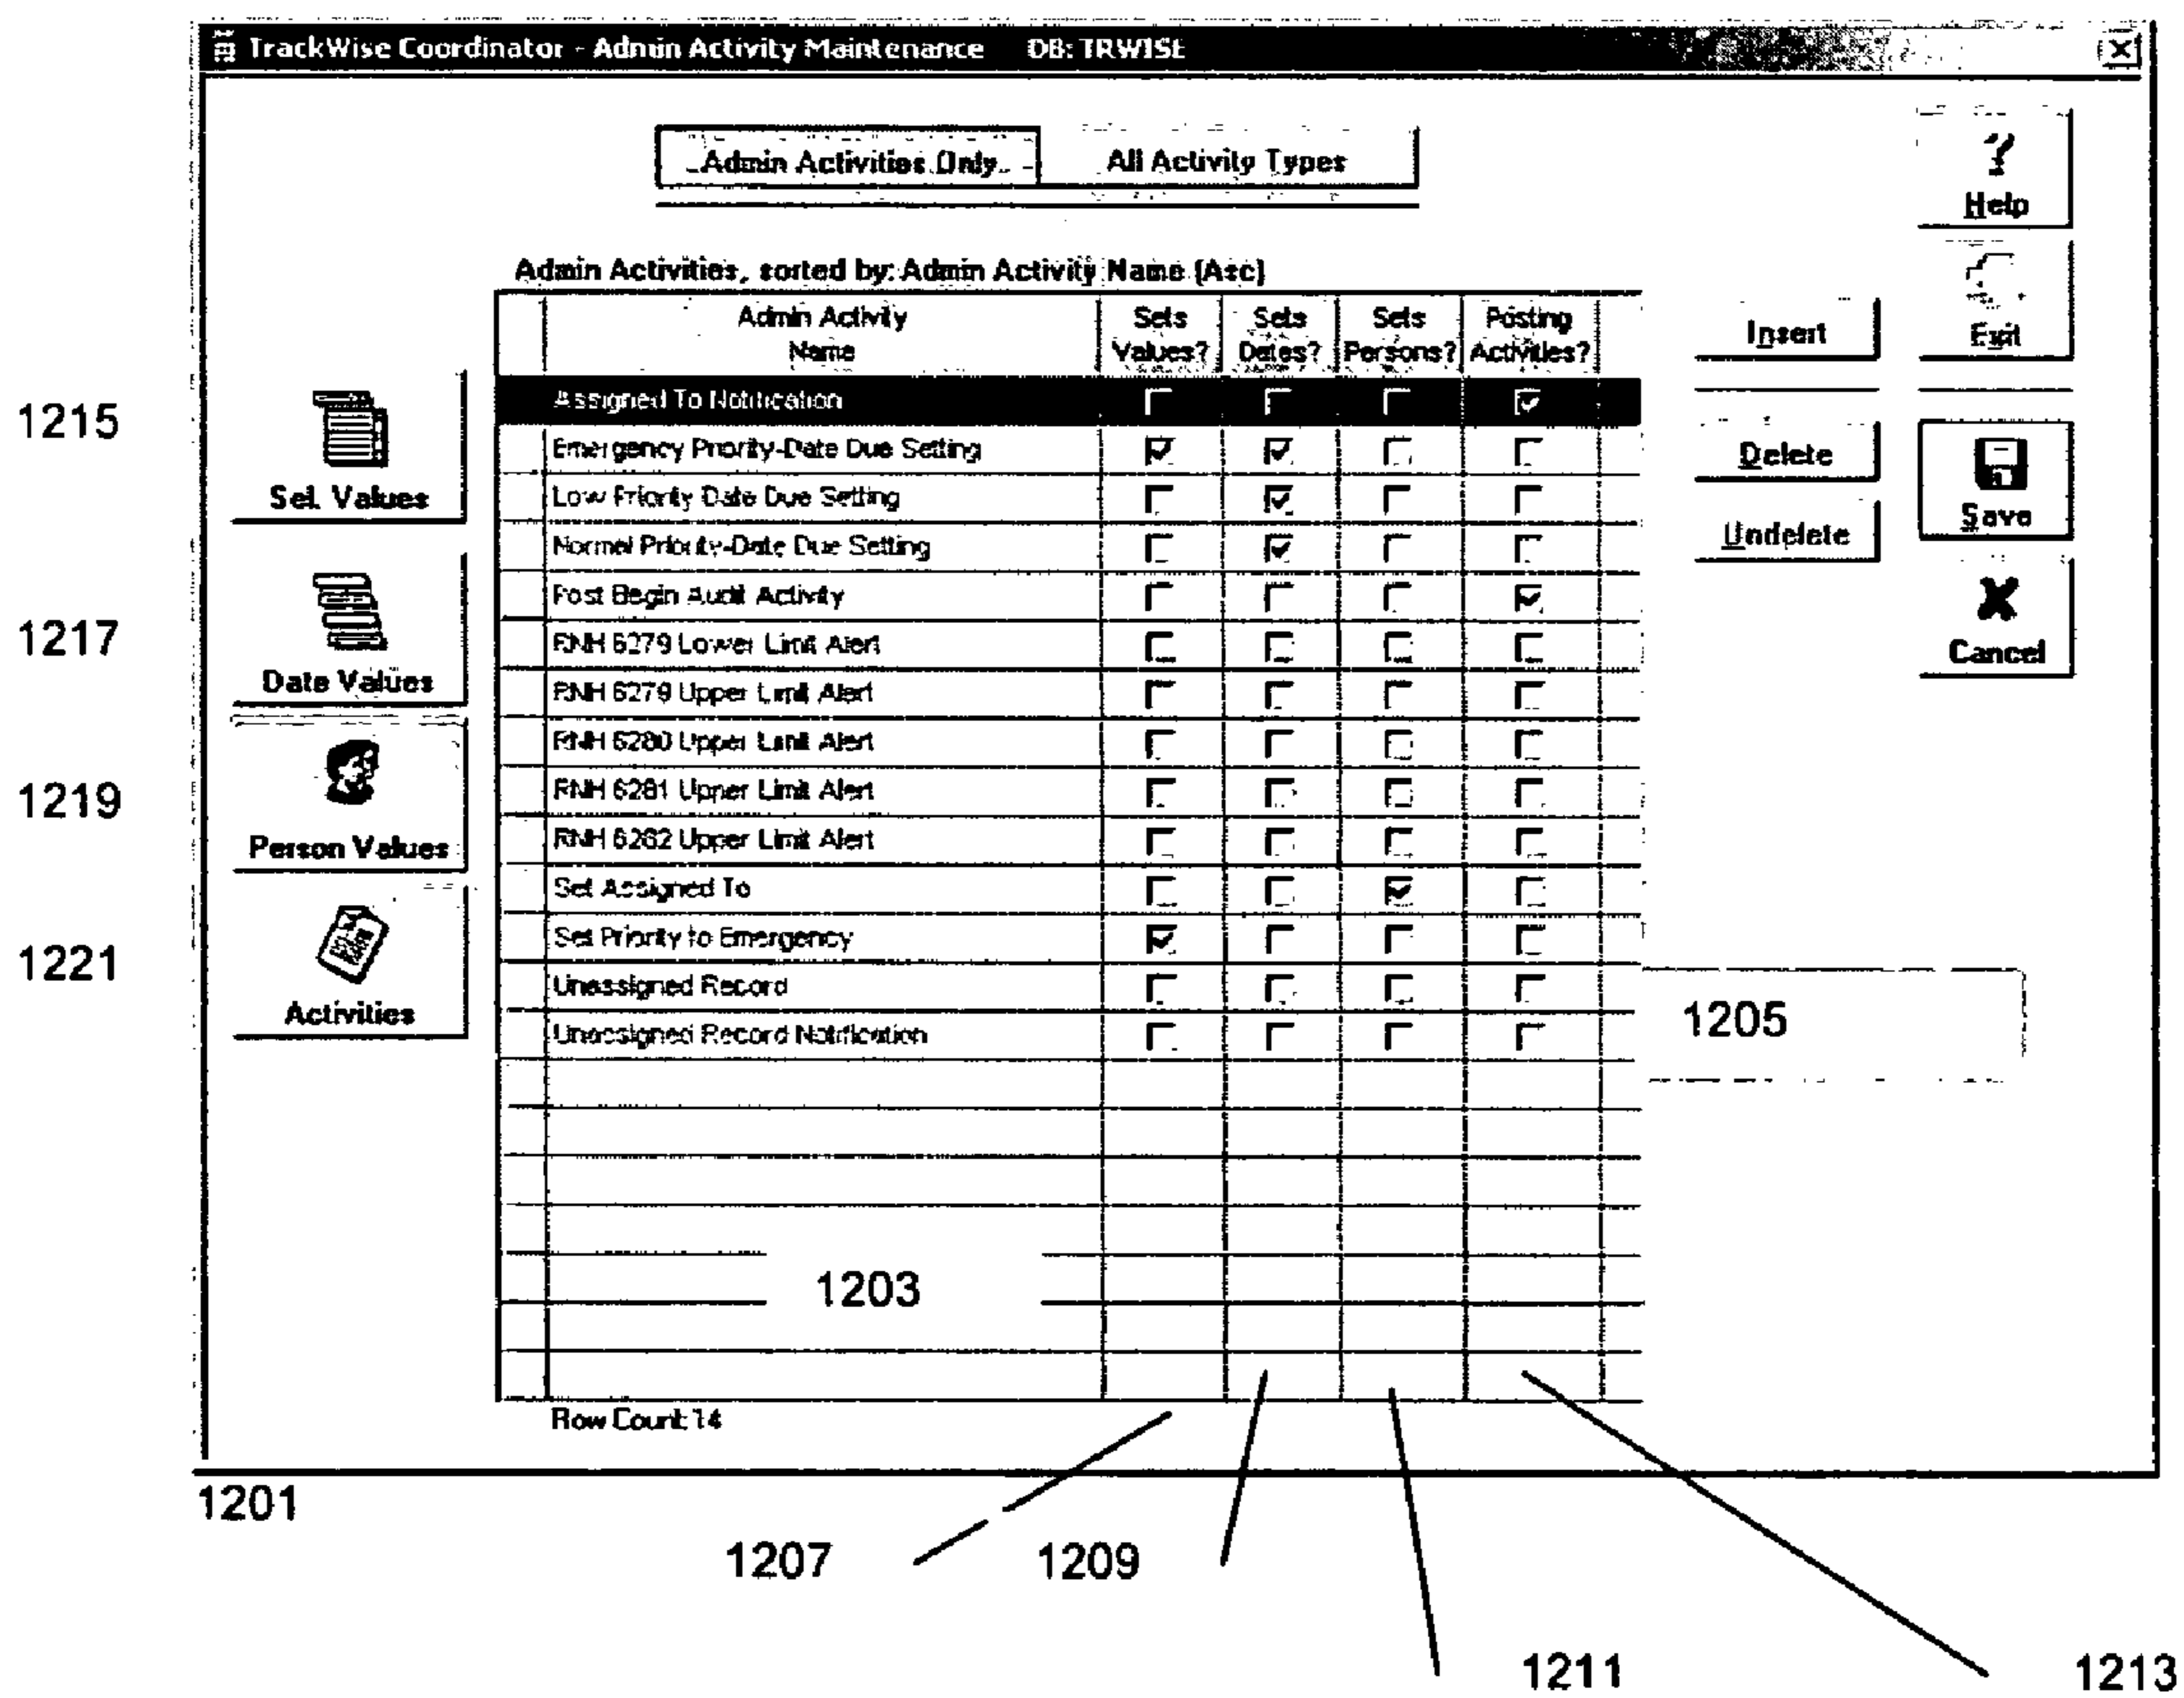 TrackWise Coordinator - Admin Activity Maintenance DB: TRWISE
Admin Activities Only
All Activity Types
? Help
Admin Activities, sorted by: Admin Activity Name (Asc)
Admin Activity Name
Sets Values?
Sets Dates?
Sets Persons?
Posting Activities?
Insert
Exit
Assigned To Notification
1215
Emergency Priority-Date Due Setting
Delete
Sel. Values
Low Priority Date Due Setting
Save
Normal Priority-Date Due Setting
Undelete
Post Begin Audit Activity
1217
RNH 6279 Lower Limit Alert
Cancel
Date Values
RNH 6279 Upper Limit Alert
RNH 6280 Upper Limit Alert
1219
RNH 6281 Upper Limit Alert
Person Values
RNH 6282 Upper Limit Alert
Set Assigned To
Set Priority to Emergency
1221
Unassigned Record
Activities
1205
Unassigned Record Notification
1203
Row Count: 14
1201
1207
1209
1211
1213